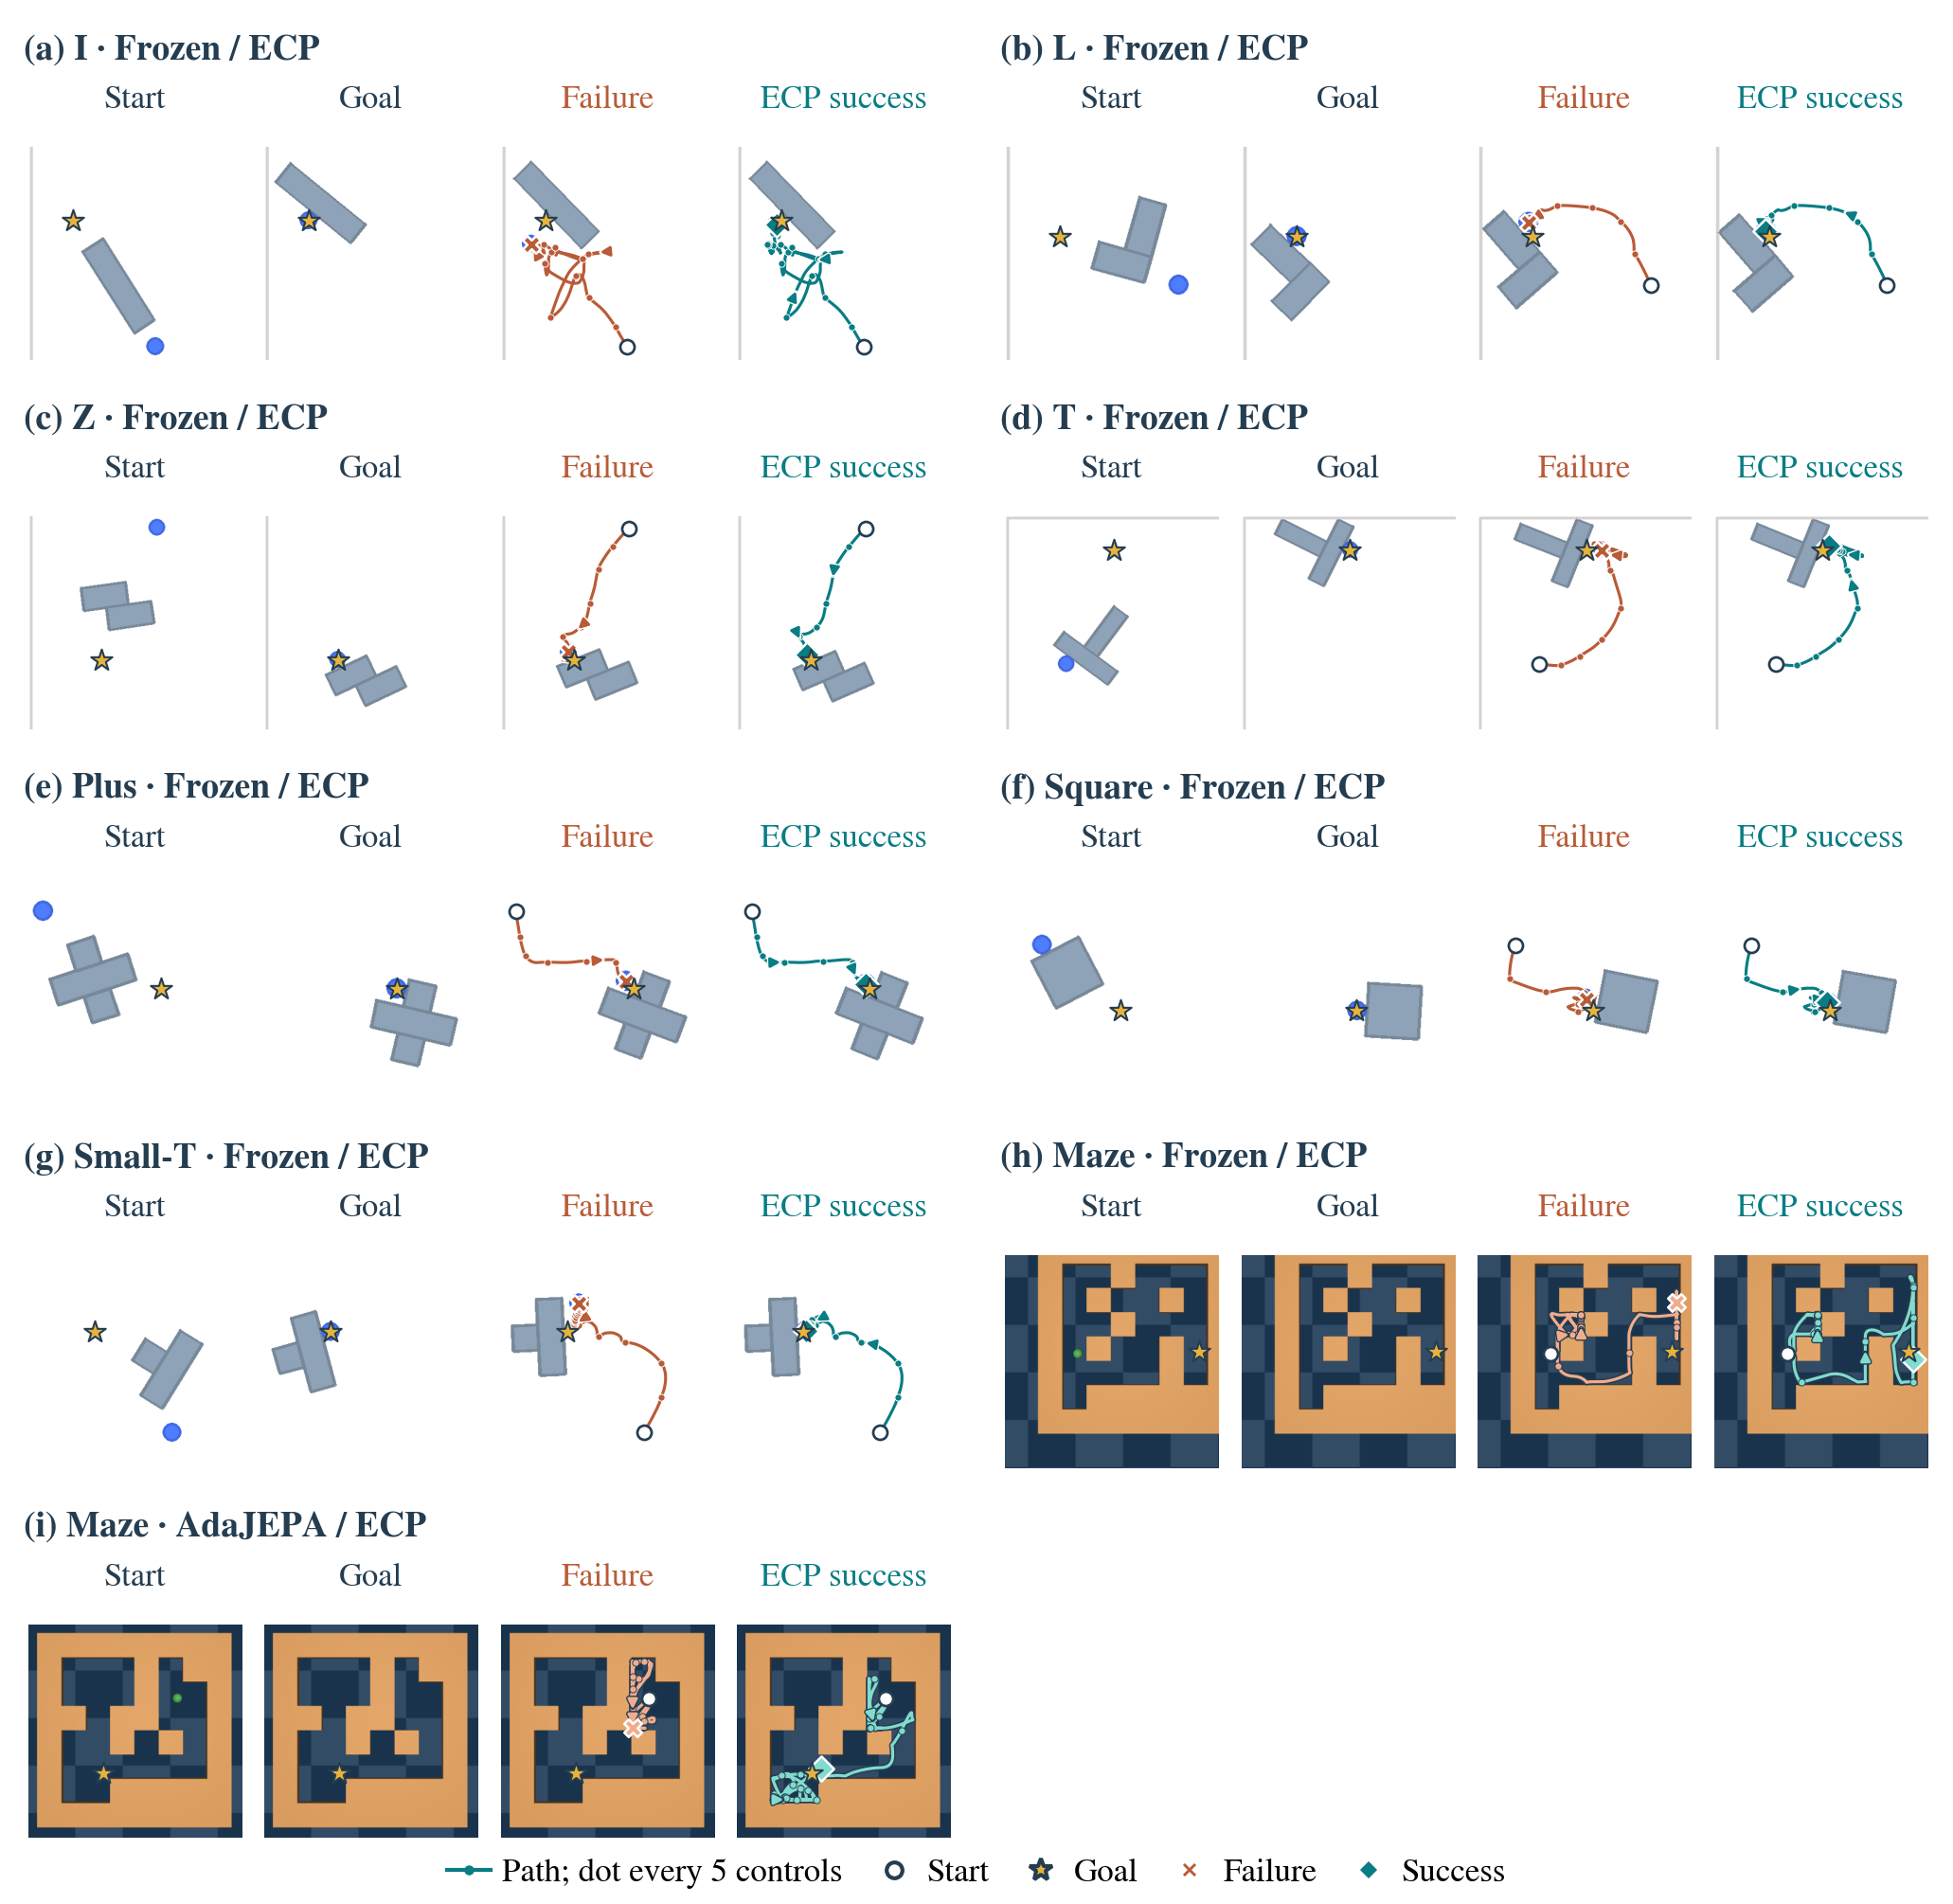 (a) I · Frozen / ECP
Start Goal Failure ECP success
(b) L · Frozen / ECP
Start Goal Failure ECP success
(c) Z · Frozen / ECP
Start Goal Failure ECP success
(d) T · Frozen / ECP
Start Goal Failure ECP success
(e) Plus · Frozen / ECP
Start Goal Failure ECP success
(f) Square · Frozen / ECP
Start Goal Failure ECP success
(g) Small-T · Frozen / ECP
Start Goal Failure ECP success
(h) Maze · Frozen / ECP
Start Goal Failure ECP success
(i) Maze · AdaJEPA / ECP
Start Goal Failure ECP success
Path; dot every 5 controls Start Goal Failure Success